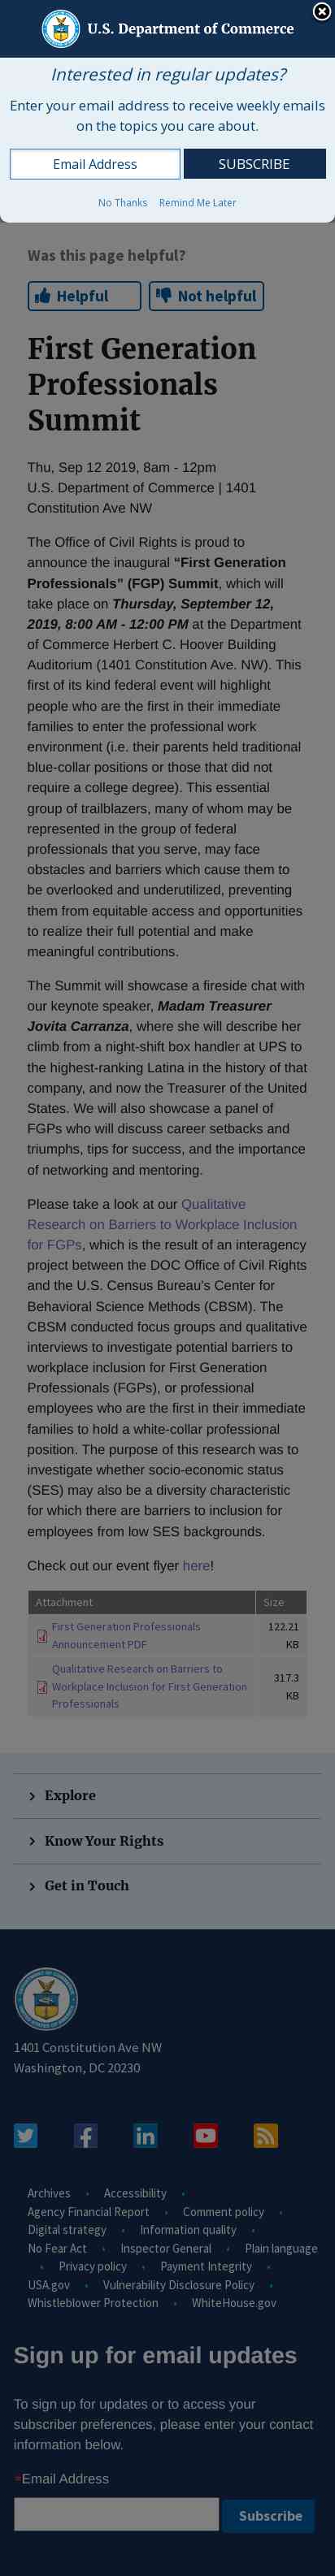 U.S. Department of Commerce
Interested in regular updates?
Enter your email address to receive weekly emails
on the topics you care about.
Email Address
SUBSCRIBE
No Thanks
Remind Me Later
Was this page helpful?
Helpful
Not helpful
First Generation
Professionals
Summit
Thu, Sep 12 2019, 8am - 12pm
U.S. Department of Commerce | 1401
Constitution Ave NW
The Office of Civil Rights is proud to
announce the inaugural “First Generation
Professionals” (FGP) Summit, which will
take place on Thursday, September 12,
2019, 8:00 AM - 12:00 PM at the Department
of Commerce Herbert C. Hoover Building
Auditorium (1401 Constitution Ave. NW). This
first of its kind federal event will highlight
people who are the first in their immediate
families to enter the professional work
environment (i.e. their parents held traditional
blue-collar positions or those that did not
require a college degree). This essential
group of trailblazers, many of whom may be
represented in the group of federal
professionals that you serve, may face
obstacles and barriers which cause them to
be overlooked and underutilized, preventing
them from equitable access and opportunities
to realize their full potential and make
meaningful contributions.
The Summit will showcase a fireside chat with
our keynote speaker, Madam Treasurer
Jovita Carranza, where she will describe her
climb from a night-shift box handler at UPS to
the highest-ranking Latina in the history of that
company, and now the Treasurer of the United
States. We will also showcase a panel of
FGPs who will discuss career setbacks and
triumphs, tips for success, and the importance
of networking and mentoring.
Please take a look at our Qualitative
Research on Barriers to Workplace Inclusion
for FGPs, which is the result of an interagency
project between the DOC Office of Civil Rights
and the U.S. Census Bureau's Center for
Behavioral Science Methods (CBSM). The
CBSM conducted focus groups and qualitative
interviews to investigate potential barriers to
workplace inclusion for First Generation
Professionals (FGPs), or professional
employees who are the first in their immediate
families to hold a white-collar professional
position. The purpose of this research was to
investigate whether socio-economic status
(SES) may also be a diversity characteristic
for which there are barriers to inclusion for
employees from low SES backgrounds.
Check out our event flyer here!
Attachment Size
First Generation Professionals 122.21
Announcement PDF KB
Qualitative Research on Barriers to
Workplace Inclusion for First Generation 317.3
Professionals KB
Explore
Know Your Rights
Get in Touch
1401 Constitution Ave NW
Washington, DC 20230
Archives • Accessibility •
Agency Financial Report • Comment policy •
Digital strategy • Information quality •
No Fear Act • Inspector General • Plain language
• Privacy policy • Payment Integrity •
USA.gov • Vulnerability Disclosure Policy •
Whistleblower Protection • WhiteHouse.gov
Sign up for email updates
To sign up for updates or to access your
subscriber preferences, please enter your contact
information below.
*Email Address
Subscribe